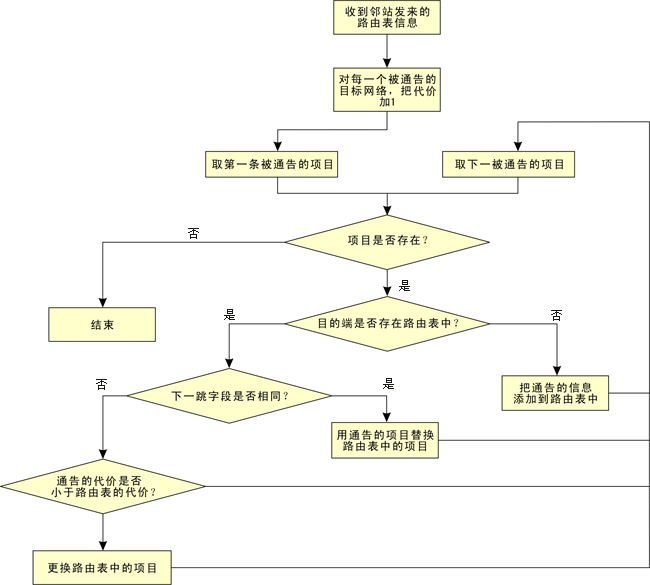 收到邻站发来的
路由表信息
对每一个被通告的
目标网络，把代价
加1
取第一条被通告的项目
取下一被通告的项目
项目是否存在？
否
是
结束
目的端是否存在路由表中？
是
否
把通告的信息
添加到路由表中
下一跳字段是否相同？
否
是
用通告的项目替换
路由表中的项目
通告的代价是否
小于路由表的代价？
更换路由表中的项目